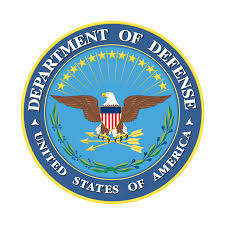 DEPARTMENT OF DEFENSE
UNITED STATES OF AMERICA